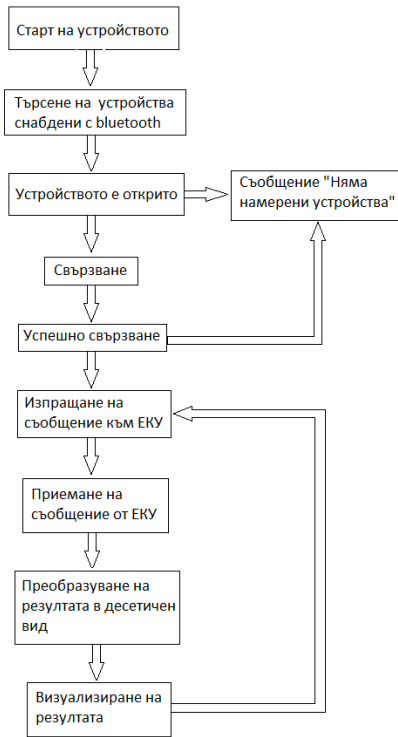 Старт на устройството
Търсене на устройства
снабдени с bluetooth
Устройството е открито
Съобщение "Няма
намерени устройства"
Свързване
Успешно свързване
Изпращане на
съобщение към ЕКУ
Приемане на
съобщение от ЕКУ
Преобразуване на
резултата в десетичен
вид
Визуализиране на
резултата